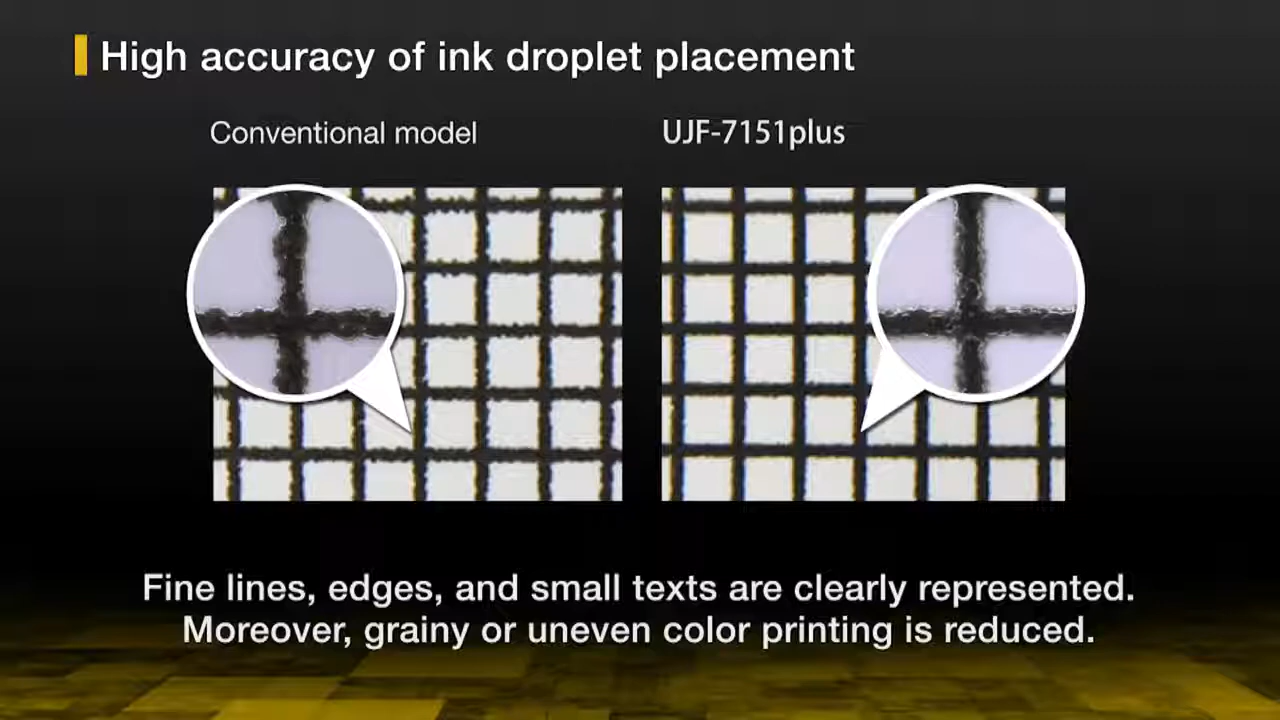 High accuracy of ink droplet placement
Conventional model
UJF-7151plus
Fine lines, edges, and small texts are clearly represented.
Moreover, grainy or uneven color printing is reduced.